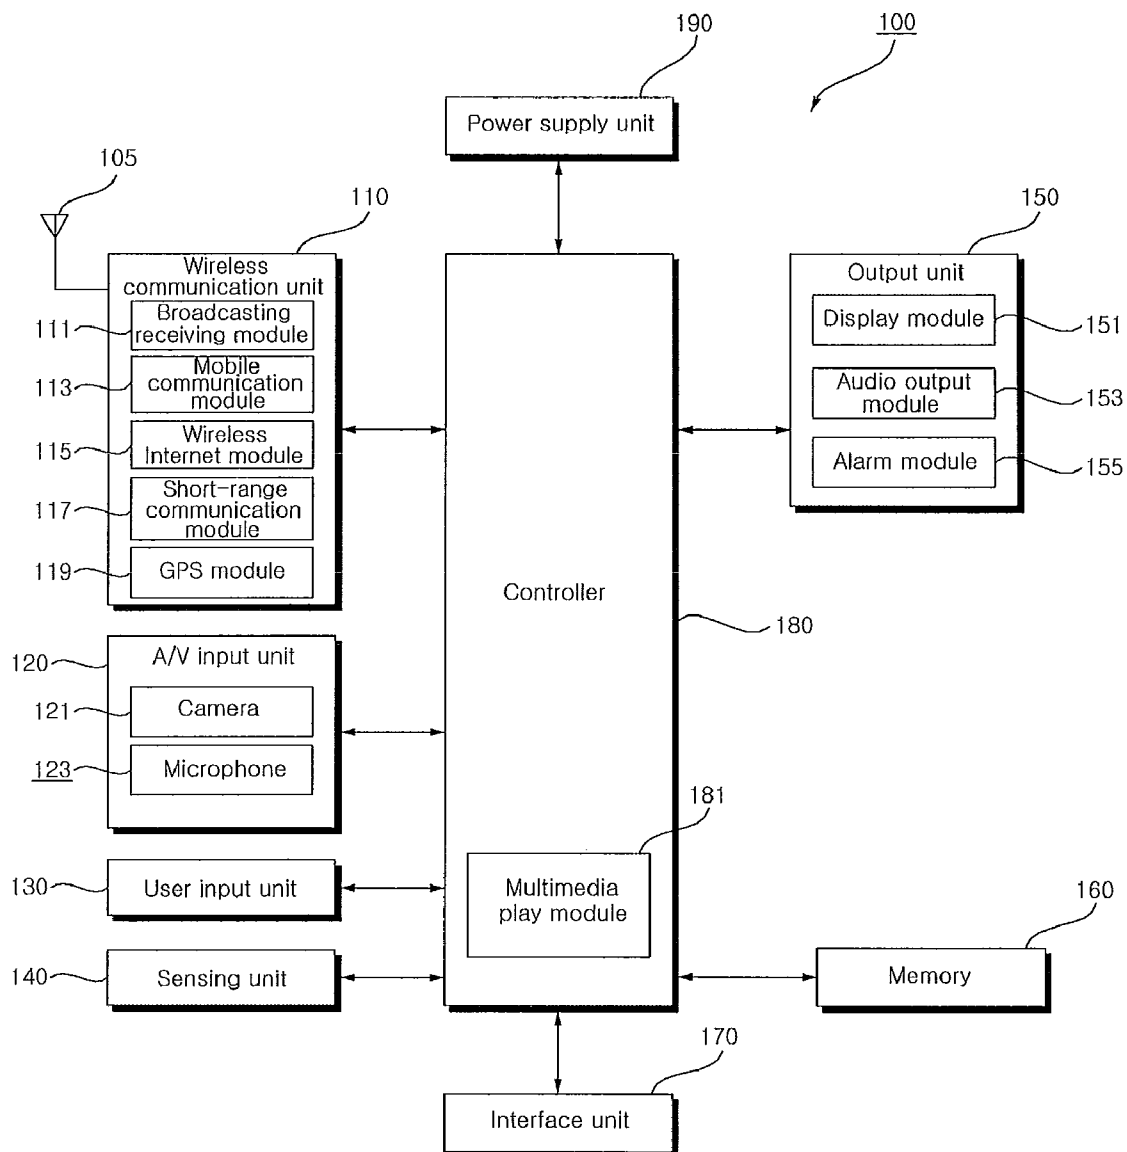 190
100
Power supply unit
105
110
150
Wireless
communication unit
Output unit
111
Broadcasting
receiving module
Display module
151
113
Mobile
communication
module
Audio output
module
153
115
Wireless
Internet module
Alarm module
155
117
Short-range
communication
module
119
GPS module
Controller
180
120
A/V input unit
121
Camera
123
Microphone
181
130
User input unit
Multimedia
play module
160
140
Sensing unit
Memory
170
Interface unit